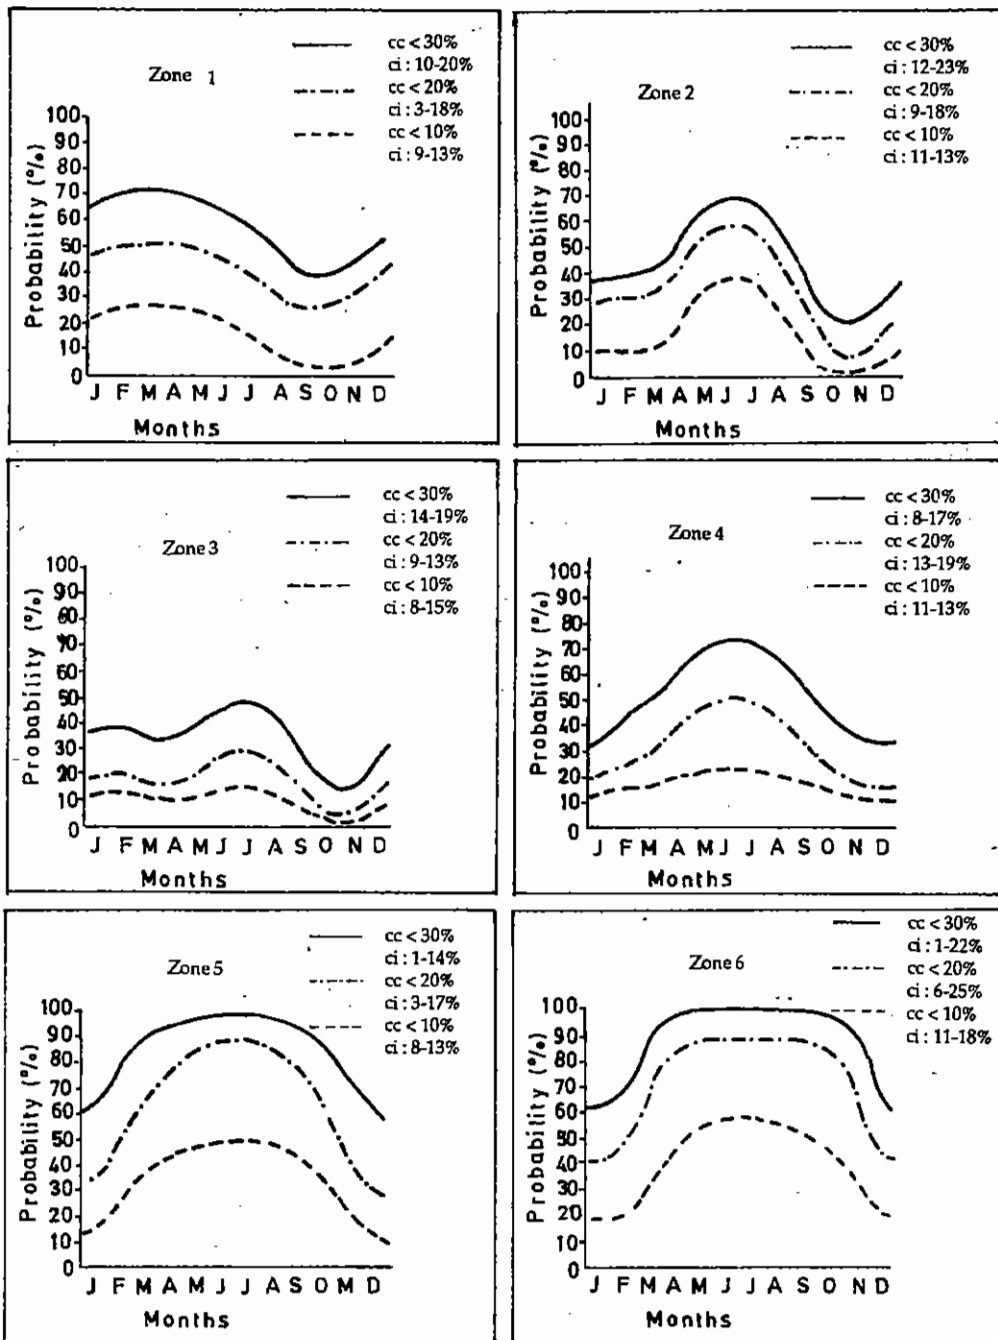 Zone 1
cc < 30%
ci : 10-20%
cc < 20%
ci : 3-18%
cc < 10%
ci : 9-13%
Probability (%)
100
90
80
70
60
50
40
30
20
10
0
J F M A M J J A S O N D
Months
Zone 2
cc < 30%
ci : 12-23%
cc < 20%
ci : 9-18%
cc < 10%
ci : 11-13%
Probability (%)
100
90
80
70
60
50
40
30
20
10
0
J F M A M J J A S O N D
Months
Zone 3
cc < 30%
ci : 14-19%
cc < 20%
ci : 9-13%
cc < 10%
ci : 8-15%
Probability (%)
100
90
80
70
60
50
40
30
20
10
0
J F M A M J J A S O N D
Months
Zone 4
cc < 30%
ci : 8-17%
cc < 20%
ci : 13-19%
cc < 10%
ci : 11-13%
Probability (%)
100
90
80
70
60
50
40
30
20
10
0
J F M A M J J A S O N D
Months
Zone 5
cc < 30%
ci : 1-14%
cc < 20%
ci : 3-17%
cc < 10%
ci : 8-13%
Probability (%)
100
90
80
70
60
50
40
30
20
10
0
J F M A M J J A S O M D
Months
Zone 6
cc < 30%
ci : 1-22%
cc < 20%
ci : 6-25%
cc < 10%
ci : 11-18%
Probability (%)
100
90
80
70
60
50
40
30
20
10
0
J F M A M J J A S O N D
Months